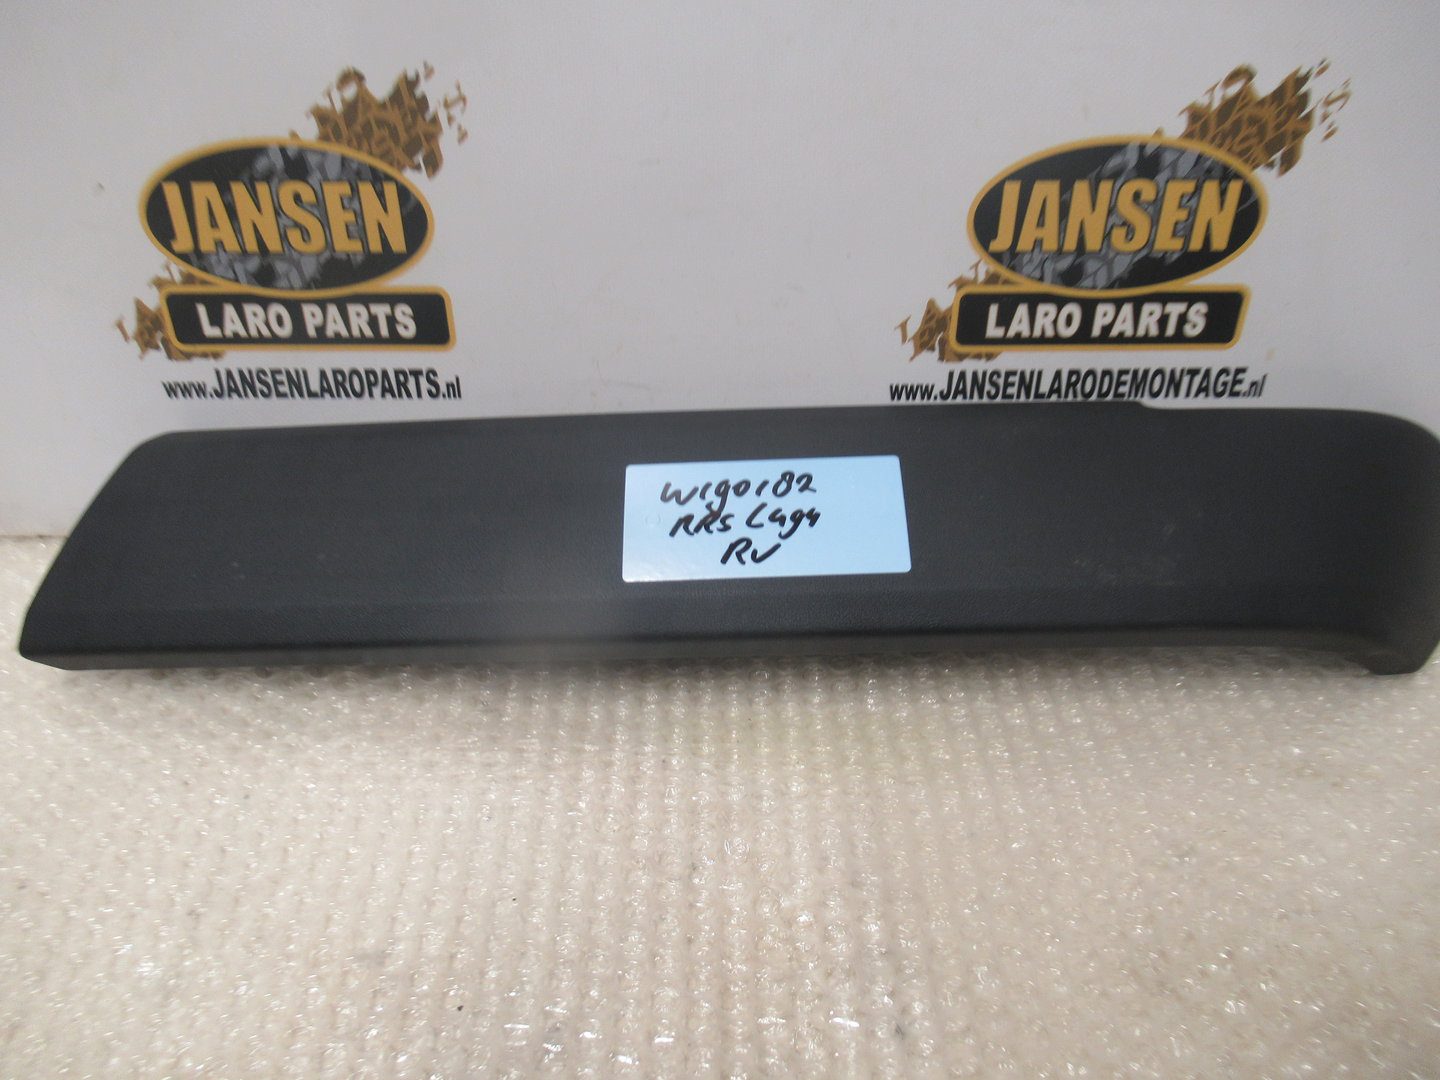 JANSEN
LARO PARTS
www.JANSENLAROPARTS.nl
JANSEN
LARO PARTS
www.JANSENLARODEMONTAGE.nl
W190182
RRS L494
RV